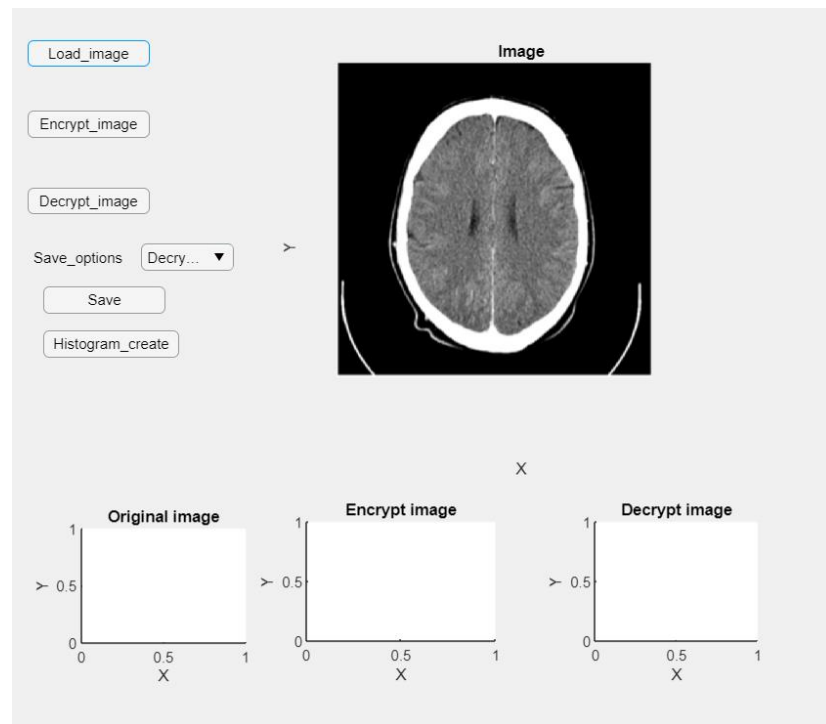 Load_image
Encrypt_image
Decrypt_image
Save_options Decry...
Save
Histogram_create
Image
Y
X
Original image
1
0.5
0
Y
0 0.5 1
X
Encrypt image
1
0.5
0
Y
0 0.5 1
X
Decrypt image
1
0.5
0
Y
0 0.5 1
X